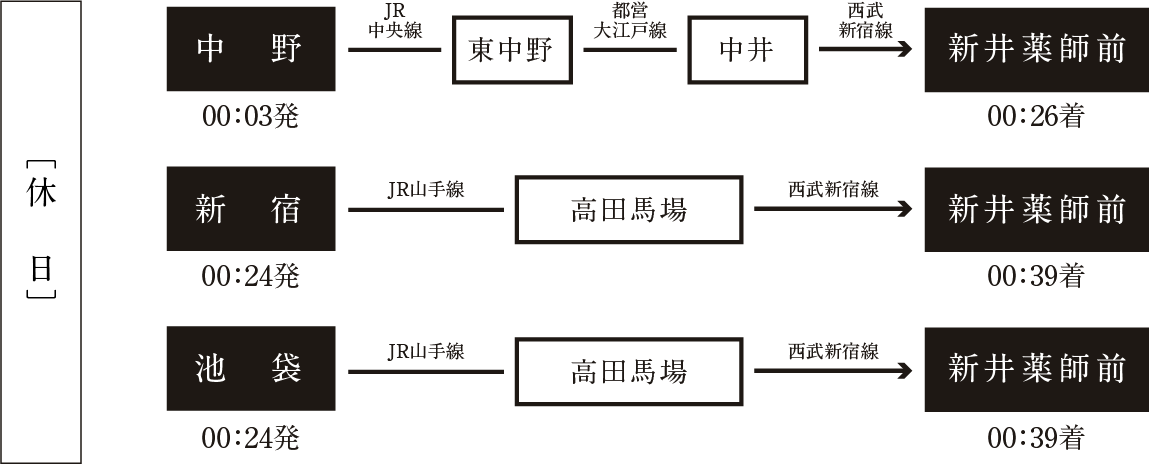 ［休日］
中野
JR
中央線
東中野
都営
大江戸線
中井
西武
新宿線
新井薬師前
00:03発
00:26着
新宿
JR山手線
高田馬場
西武新宿線
新井薬師前
00:24発
00:39着
池袋
JR山手線
高田馬場
西武新宿線
新井薬師前
00:24発
00:39着